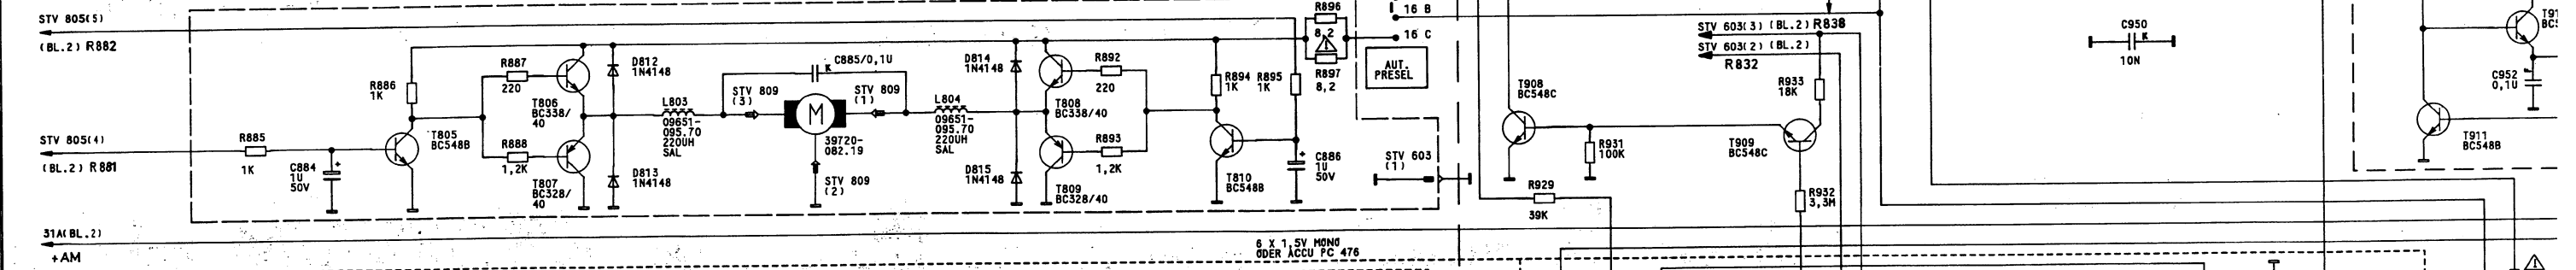 STV 805(5)
(BL.2) R882
STV 805(4)
(BL.2) R881
31A(BL.2)
+AM
R885
1K
C884
1U
50V
R886
1K
T805
BC548B
R887
220
R888
1,2K
T806
BC338/
40
T807
BC328/
40
D812
1N4148
D813
1N4148
L803
09651-
095.70
220UH
SAL
STV 809
(3)
C885/0,1U
M
STV 809
(1)
39720-
082.19
STV 809
(2)
L804
09651-
095.70
220UH
SAL
D814
1N4148
D815
1N4148
T808
BC338/40
T809
BC328/40
R892
220
R893
1,2K
R894
1K
R895
1K
T810
BC548B
C886
1U
50V
R896
8,2
R897
8,2
16 B
16 C
AUT.
PRESEL
STV 603
(1)
6 X 1,5V MONO
ODER ACCU PC 476
T908
BC548C
R929
39K
R931
100K
STV 603(3) (BL.2) R838
STV 603(2) (BL.2)
R832
R933
18K
T909
BC548C
R932
3,3M
C950
10N
C952
0,1U
T911
BC548B